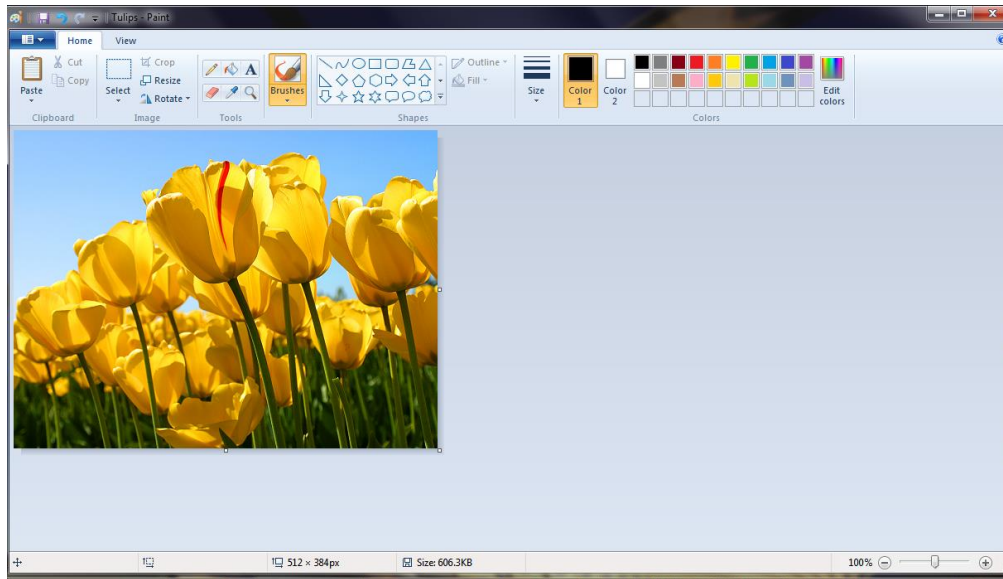 Tulips - Paint
Home View
Cut
Copy
Paste
Clipboard
Select
Crop
Resize
Rotate
Image
A
Tools
Brushes
Outline
Fill
Shapes
Size
Color 1
Color 2
Edit colors
Colors
512 × 384px
Size: 606.3KB
100%